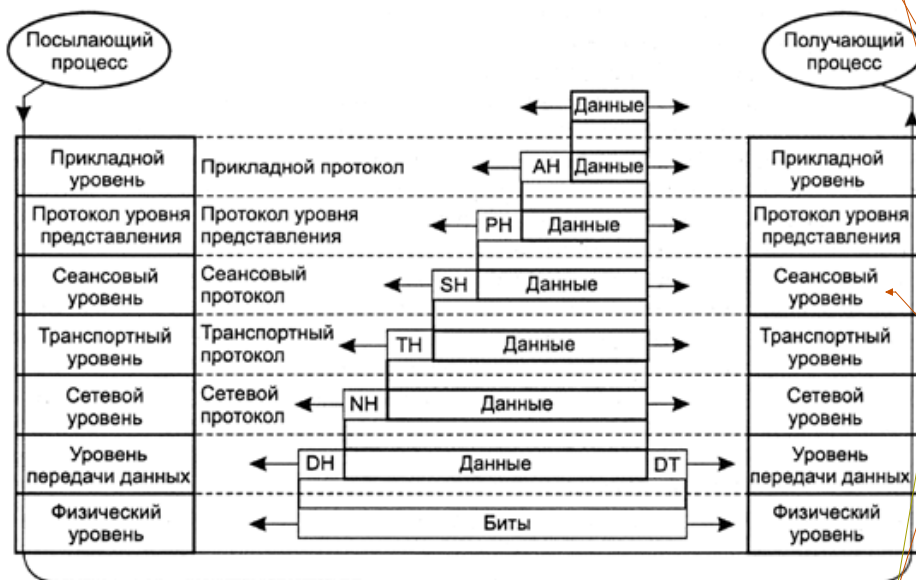 Посылающий
процесс
Получающий
процесс
Данные
Прикладной
уровень
Прикладной протокол
AH
Данные
Прикладной
уровень
Протокол уровня
представления
Протокол уровня
представления
PH
Данные
Протокол уровня
представления
Сеансовый
уровень
Сеансовый
протокол
SH
Данные
Сеансовый
уровень
Транспортный
уровень
Транспортный
протокол
TH
Данные
Транспортный
уровень
Сетевой
уровень
Сетевой
протокол
NH
Данные
Сетевой
уровень
Уровень
передачи данных
DH
Данные
DT
Уровень
передачи данных
Физический
уровень
Биты
Физический
уровень